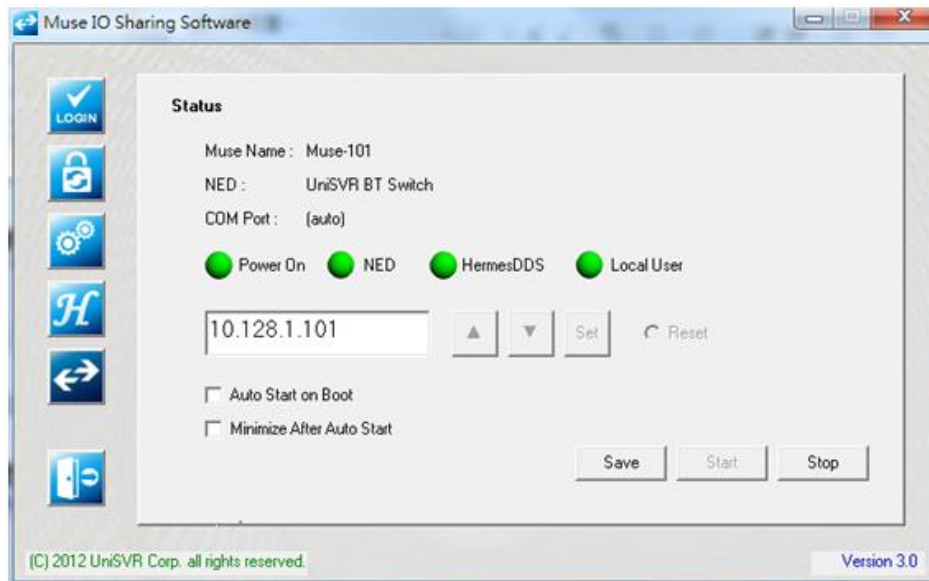 Muse IO Sharing Software
LOGIN
Status
Muse Name : Muse-101
NED : UniSVR BT Switch
COM Port : (auto)
Power On NED HermesDDS Local User
10.128.1.101
Set Reset
Auto Start on Boot
Minimize After Auto Start
H
Save Start Stop
(C) 2012 UniSVR Corp. all rights reserved. Version 3.0